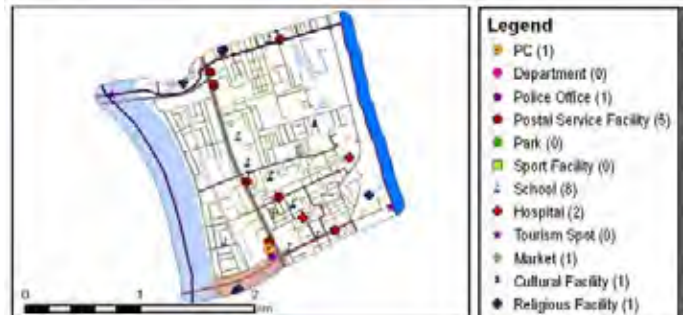 Legend
PC (1)
Department (0)
Police Office (1)
Postal Service Facility (5)
Park (0)
Sport Facility (0)
School (8)
Hospital (2)
Tourism Spot (0)
Market (1)
Cultural Facility (1)
Religious Facility (1)
0 1 2